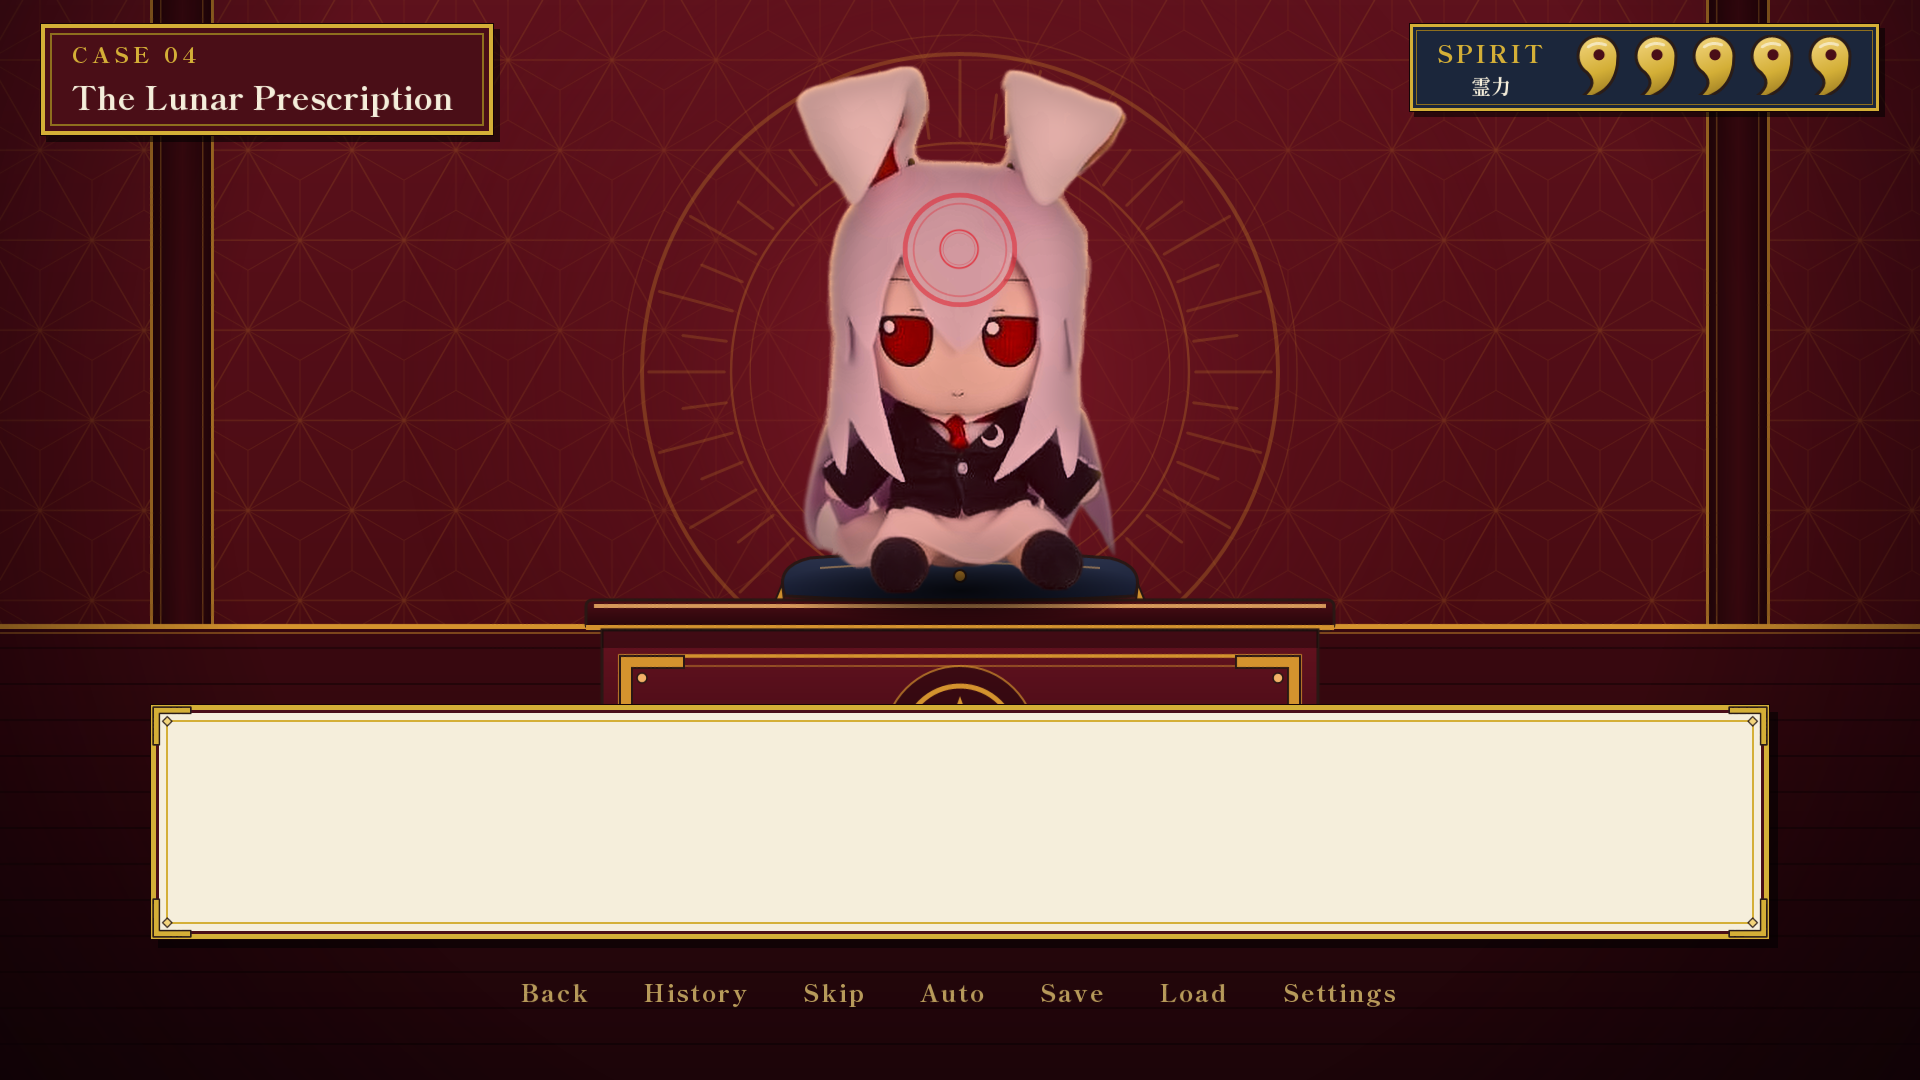 CASE 04
The Lunar Prescription
SPIRIT
霊力
Back
History
Skip
Auto
Save
Load
Settings